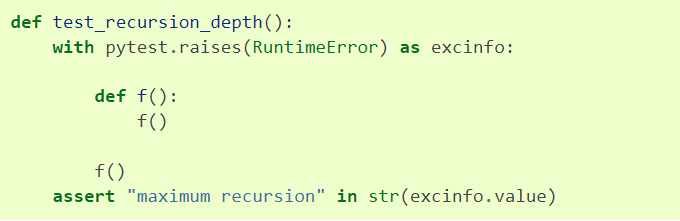 def test_recursion_depth():
    with pytest.raises(RuntimeError) as excinfo:

        def f():
            f()

        f()
    assert "maximum recursion" in str(excinfo.value)